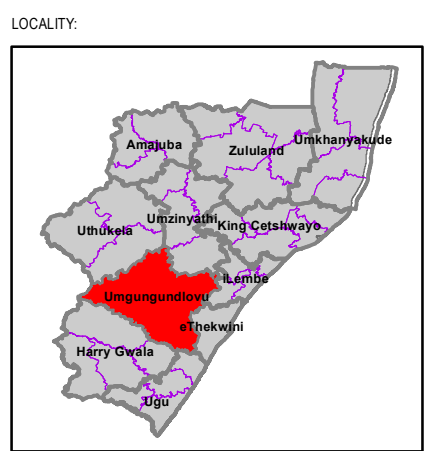 LOCALITY:
Amajuba
Zululand
Umkhanyakude
Uthukela
Umzinyathi
King Cetshwayo
iLembe
Umgungundlovu
eThekwini
Harry Gwala
Ugu